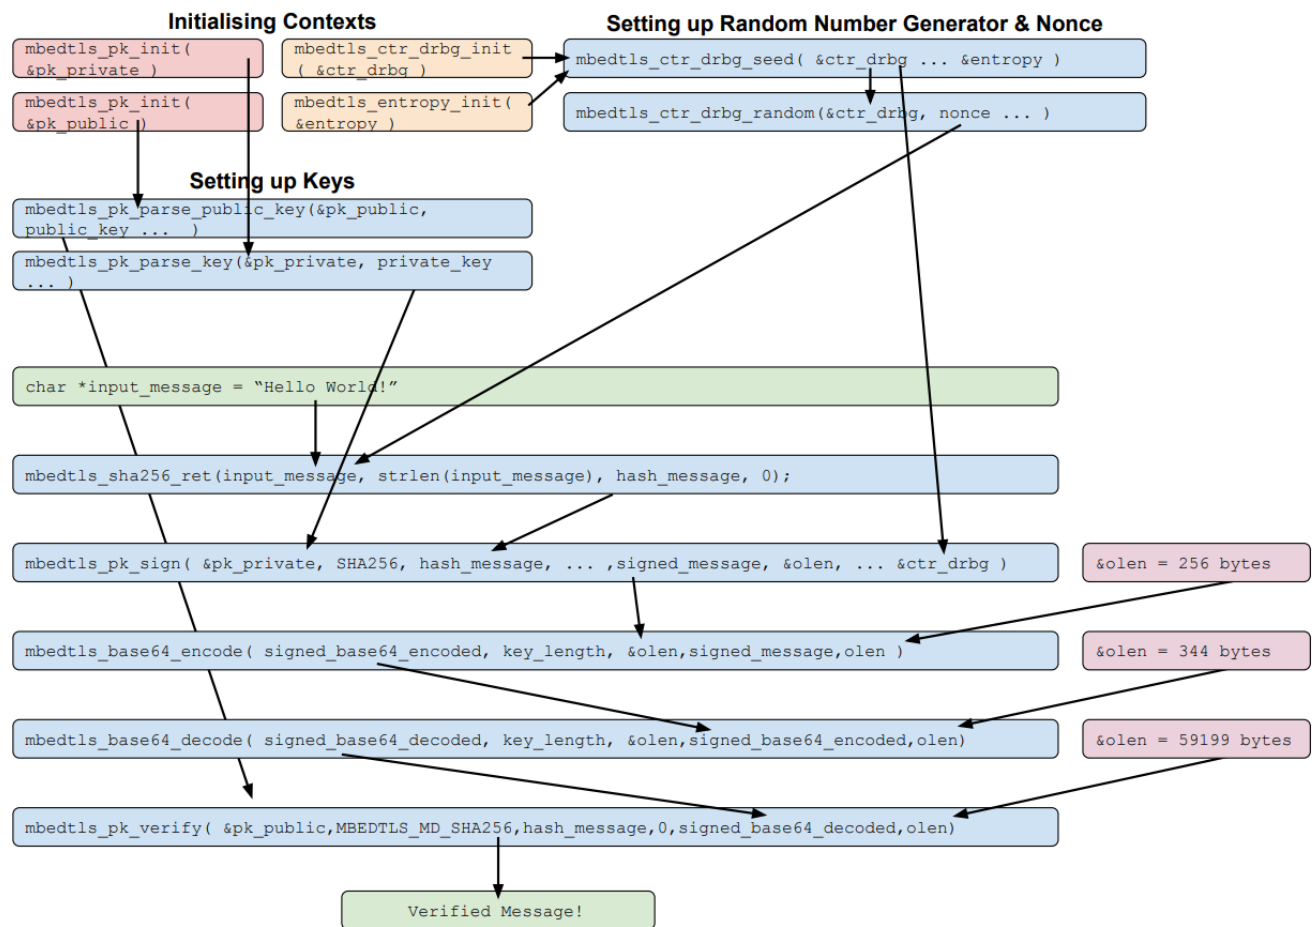 Initialising Contexts
Setting up Random Number Generator & Nonce
mbedtls_pk_init(
&pk_private )
mbedtls_ctr_drbg_init
( &ctr_drbg )
mbedtls_ctr_drbg_seed( &ctr_drbg ... &entropy )
mbedtls_pk_init(
&pk_public )
mbedtls_entropy_init(
&entropy )
mbedtls_ctr_drbg_random(&ctr_drbg, nonce ... )
Setting up Keys
mbedtls_pk_parse_public_key(&pk_public,
public_key ...  )
mbedtls_pk_parse_key(&pk_private, private_key
... )
char *input_message = “Hello World!”
mbedtls_sha256_ret(input_message, strlen(input_message), hash_message, 0);
mbedtls_pk_sign( &pk_private, SHA256, hash_message, ... ,signed_message, &olen, ... &ctr_drbg )
&olen = 256 bytes
mbedtls_base64_encode( signed_base64_encoded, key_length, &olen,signed_message,olen )
&olen = 344 bytes
mbedtls_base64_decode( signed_base64_decoded, key_length, &olen,signed_base64_encoded,olen)
&olen = 59199 bytes
mbedtls_pk_verify( &pk_public,MBEDTLS_MD_SHA256,hash_message,0,signed_base64_decoded,olen)
Verified Message!